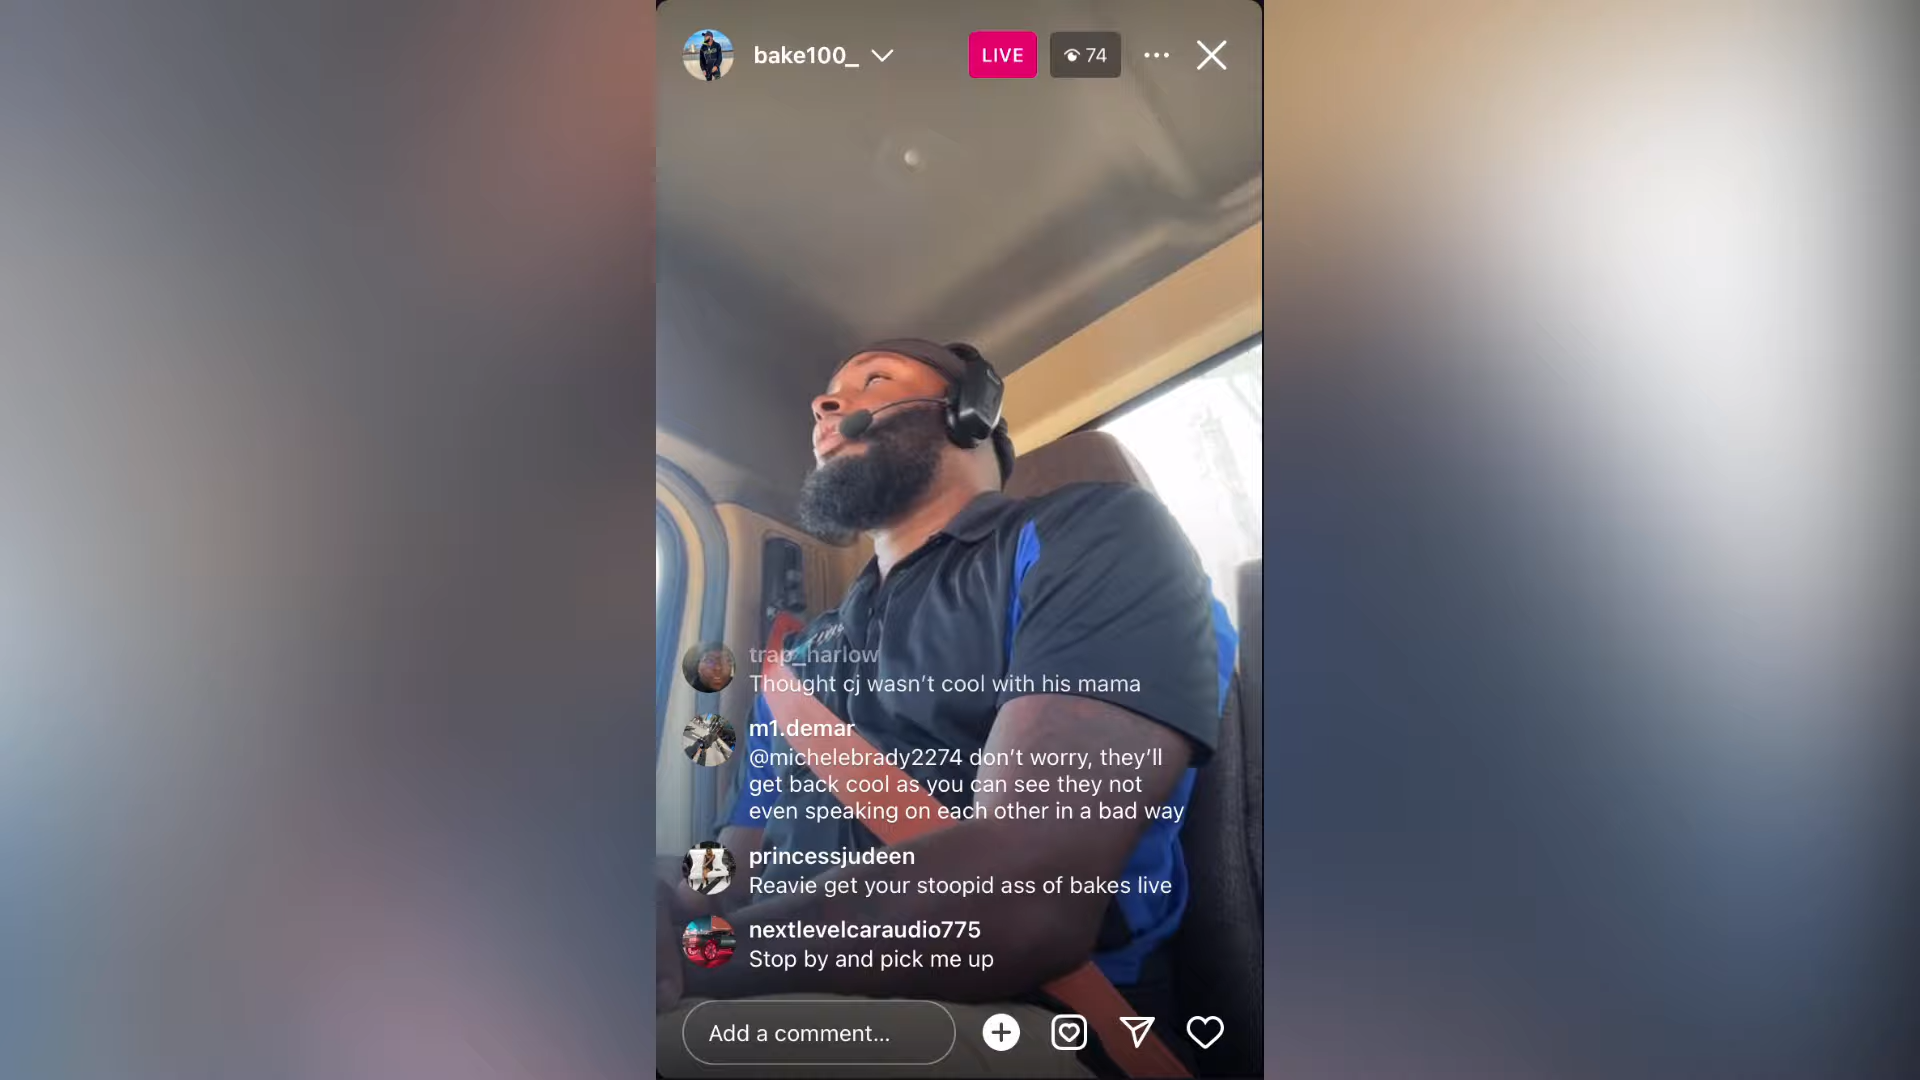 bake100_
LIVE
74
trap_harlow
Thought cj wasn’t cool with his mama
m1.demar
@michelebrady2274 don’t worry, they’ll
get back cool as you can see they not
even speaking on each other in a bad way
princessjudeen
Reavie get your stoopid ass of bakes live
nextlevelcaraudio775
Stop by and pick me up
Add a comment...